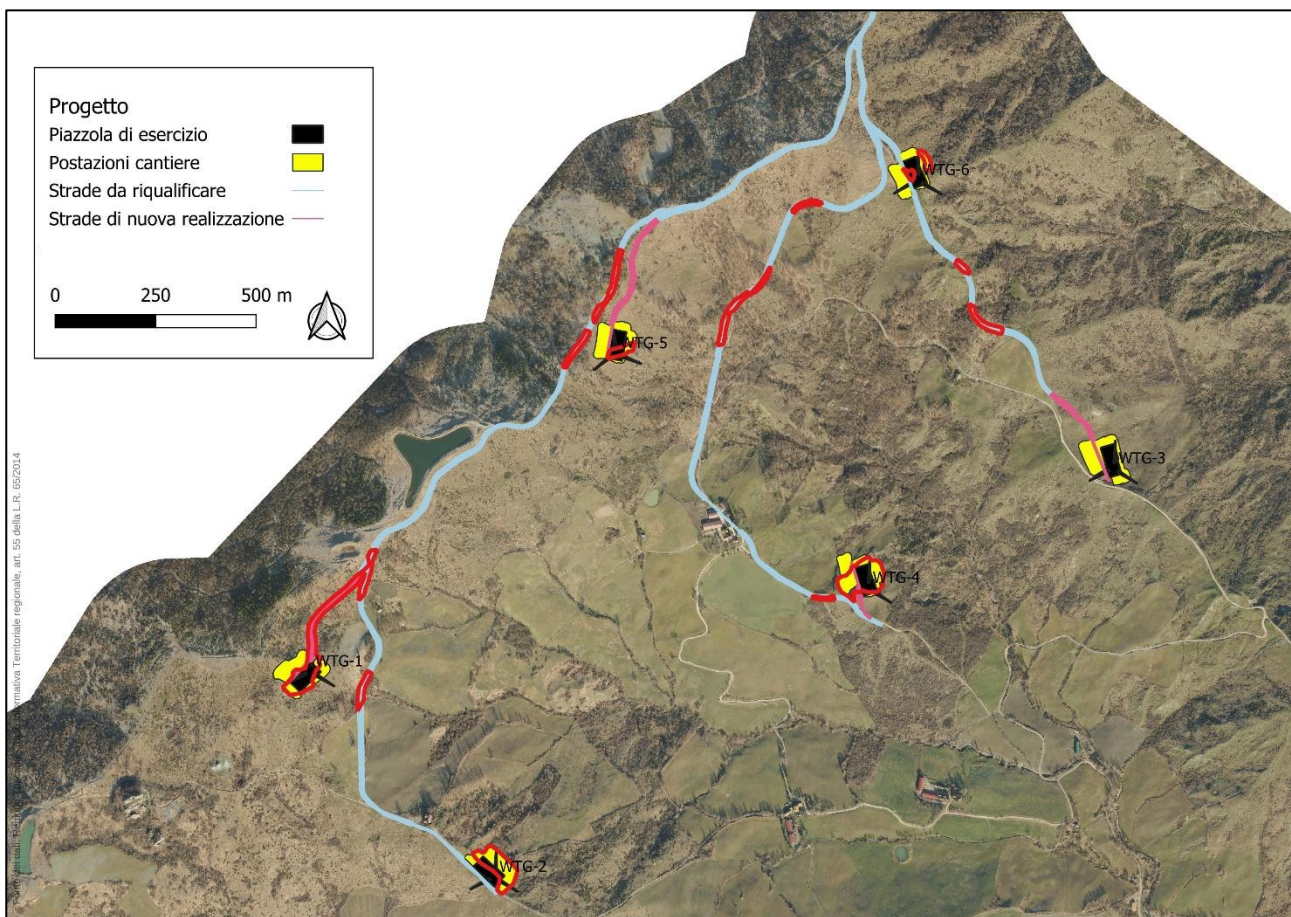 Progetto
Piazzola di esercizio
Postazioni cantiere
Strade da riqualificare
Strade di nuova realizzazione
0 250 500 m
WTG-6
WTG-5
WTG-3
WTG-4
WTG-1
WTG-2
Territoriale regionale, art. 55 della L.R. 65/2014